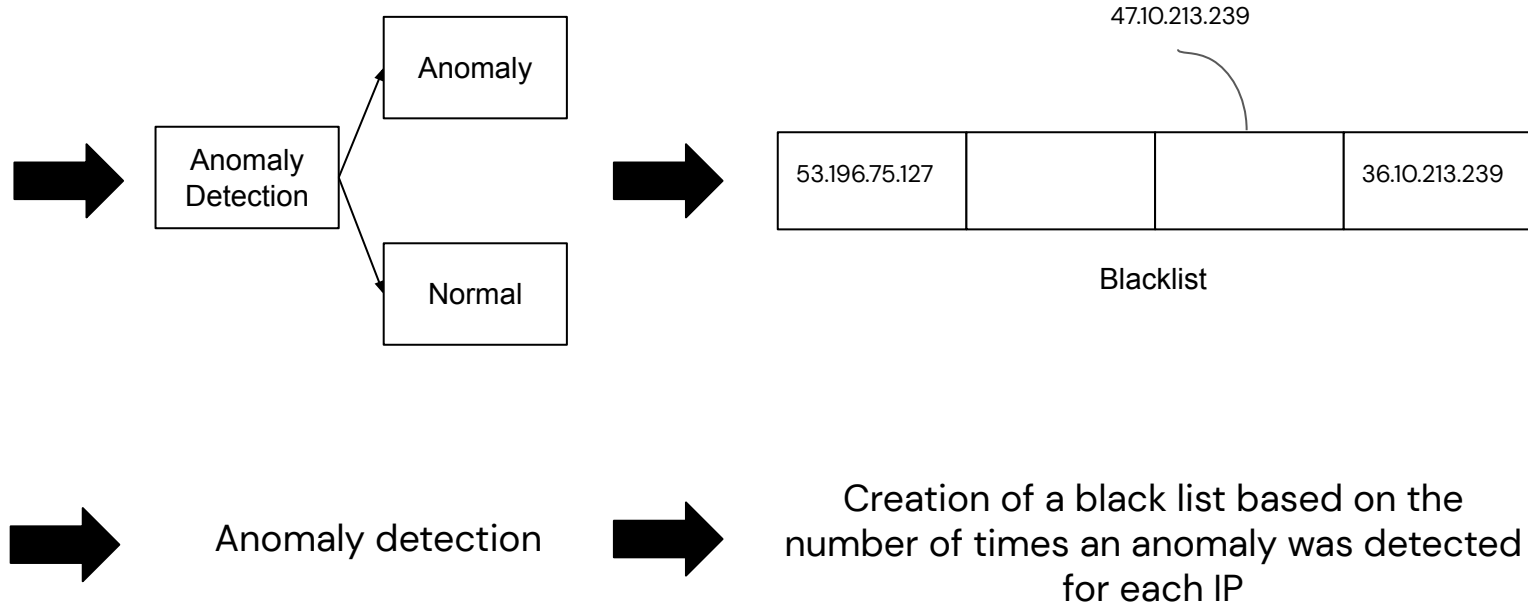 Anomaly
Anomaly
Detection
Normal
47.10.213.239
53.196.75.127
36.10.213.239
Blacklist
Anomaly detection
Creation of a black list based on the
number of times an anomaly was detected
for each IP